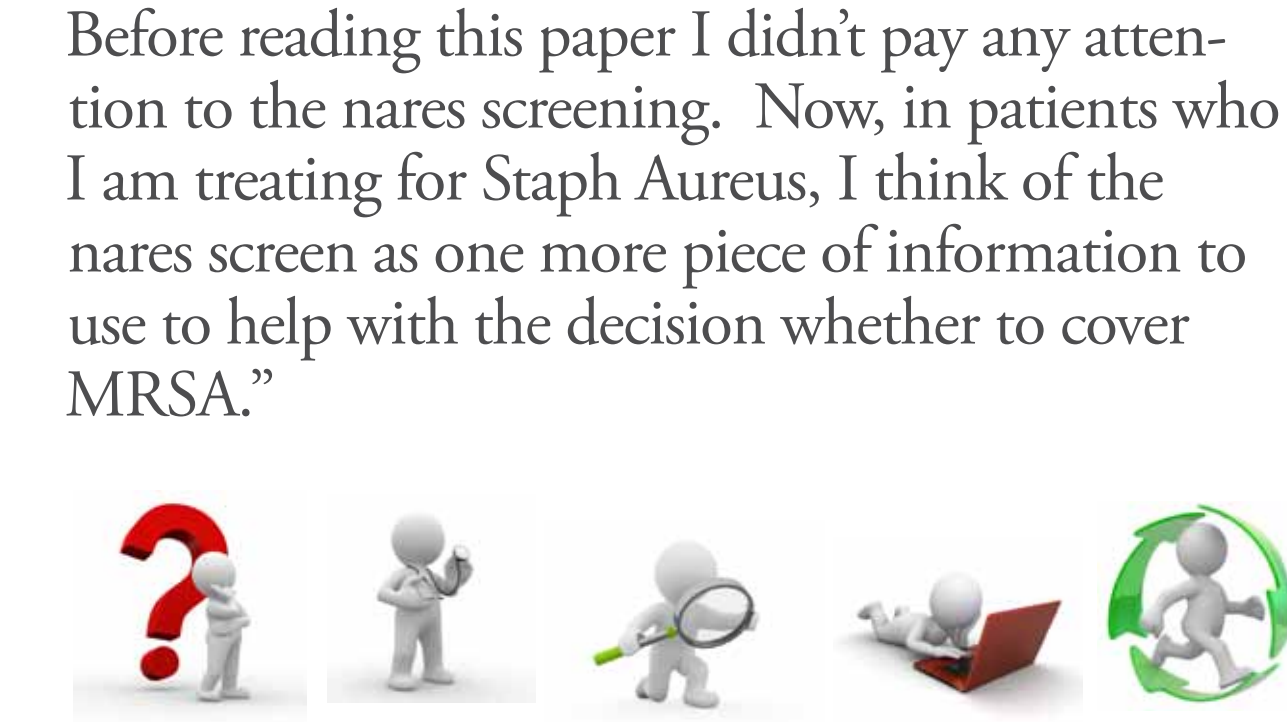 Before reading this paper I didn’t pay any atten-
tion to the nares screening.  Now, in patients who
I am treating for Staph Aureus, I think of the
nares screen as one more piece of information to
use to help with the decision whether to cover
MRSA.”